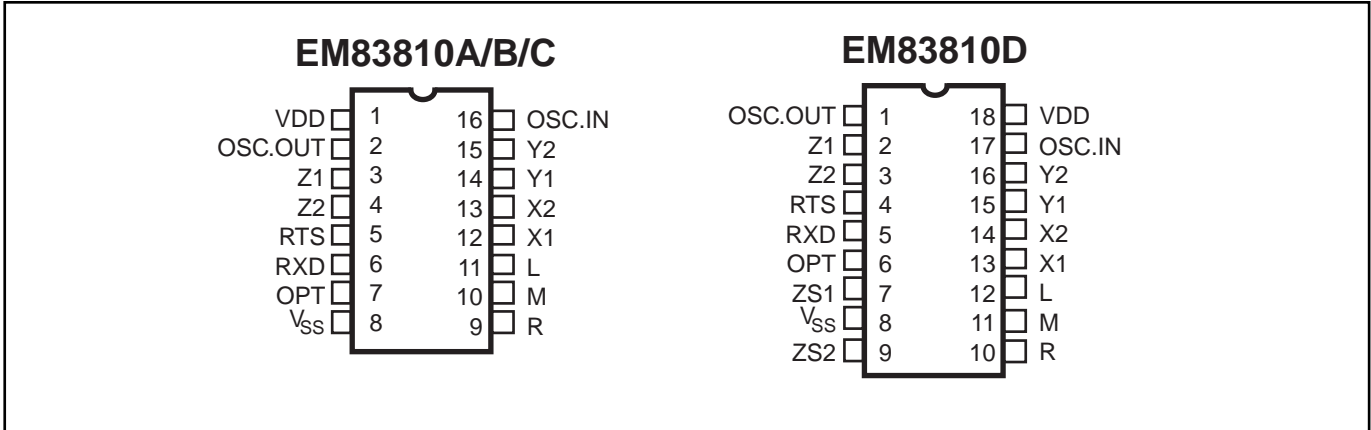 EM83810A/B/C
VDD 1 16 OSC.IN
OSC.OUT 2 15 Y2
Z1 3 14 Y1
Z2 4 13 X2
RTS 5 12 X1
RXD 6 11 L
OPT 7 10 M
VSS 8 9 R
EM83810D
OSC.OUT 1 18 VDD
Z1 2 17 OSC.IN
Z2 3 16 Y2
RTS 4 15 Y1
RXD 5 14 X2
OPT 6 13 X1
ZS1 7 12 L
VSS 8 11 M
ZS2 9 10 R